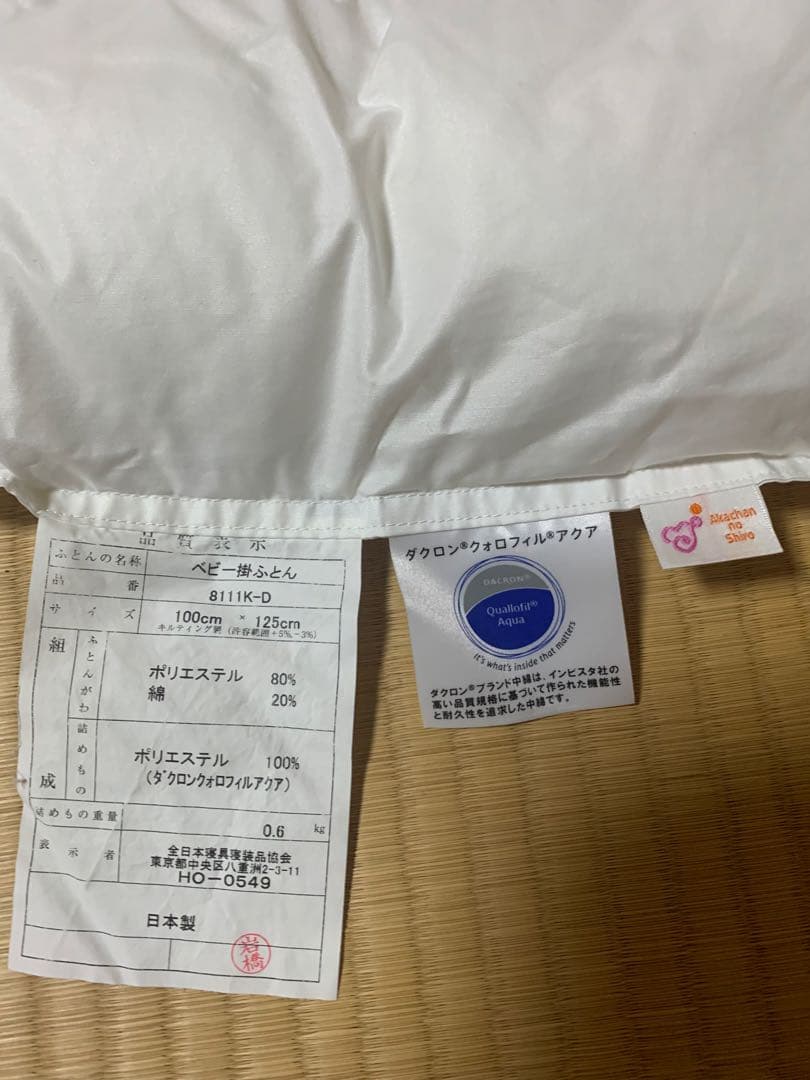 品質表示
ふとんの名称 ベビー掛ふとん
品番 8111K-D
サイズ 100cm × 125cm
キルティング製 (許容範囲+5%,-3%)
組成
ふとんがわ
ポリエステル 80%
綿 20%
詰めもの
ポリエステル 100%
(ダクロンクォロフィルアクア)
詰めもの重量 0.6 kg
表示者
全日本寝具寝装品協会
東京都中央区八重洲2-3-11
HO-0549
日本製
岩橋
ダクロン®クォロフィル®アクア
DACRON®
Quallofil®
Aqua
it's what's inside that matters
ダクロン®ブランド中綿は、インビスタ社の
高い品質規格に基づいて作られた機能性
と耐久性を追求した中綿です。
Akachan
no
Shiro